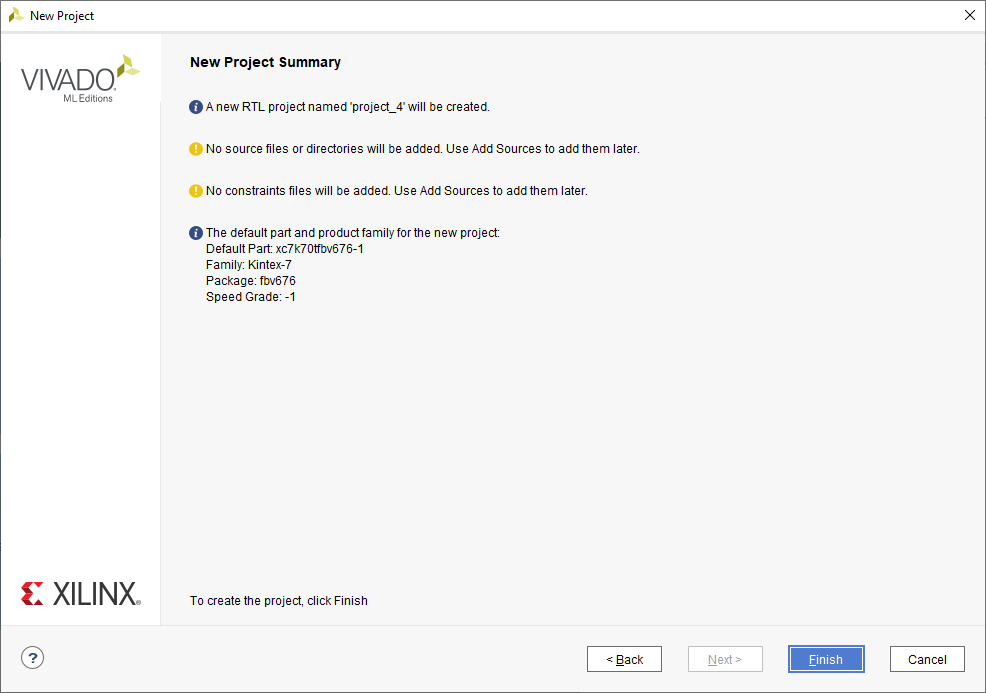 New Project
VIVADO
ML Editions
New Project Summary
A new RTL project named 'project_4' will be created.
No source files or directories will be added. Use Add Sources to add them later.
No constraints files will be added. Use Add Sources to add them later.
The default part and product family for the new project:
Default Part: xc7k70tfbv676-1
Family: Kintex-7
Package: fbv676
Speed Grade: -1
XILINX
To create the project, click Finish
?
< Back
Next >
Finish
Cancel